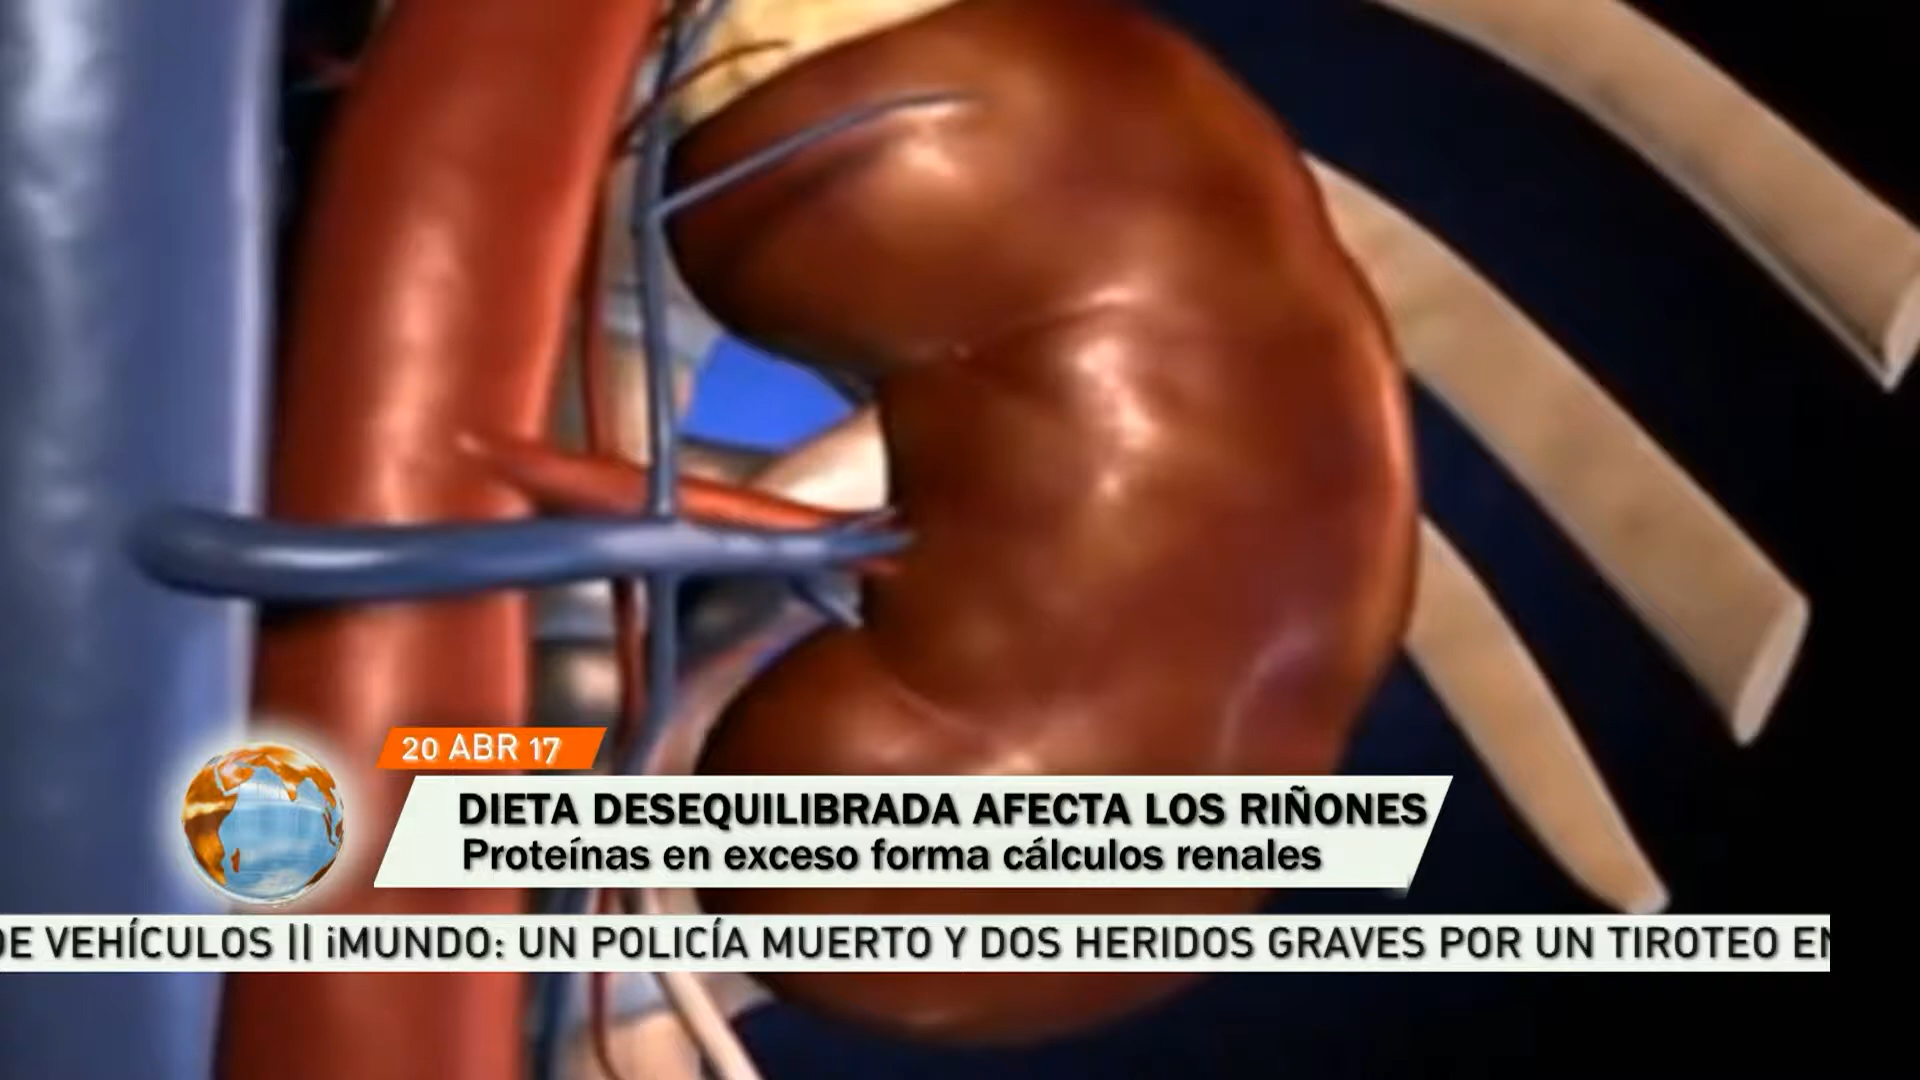 20 ABR 17
DIETA DESEQUILIBRADA AFECTA LOS RIÑONES
Proteínas en exceso forma cálculos renales
DE VEHÍCULOS || iMUNDO: UN POLICÍA MUERTO Y DOS HERIDOS GRAVES POR UN TIROTEO EN